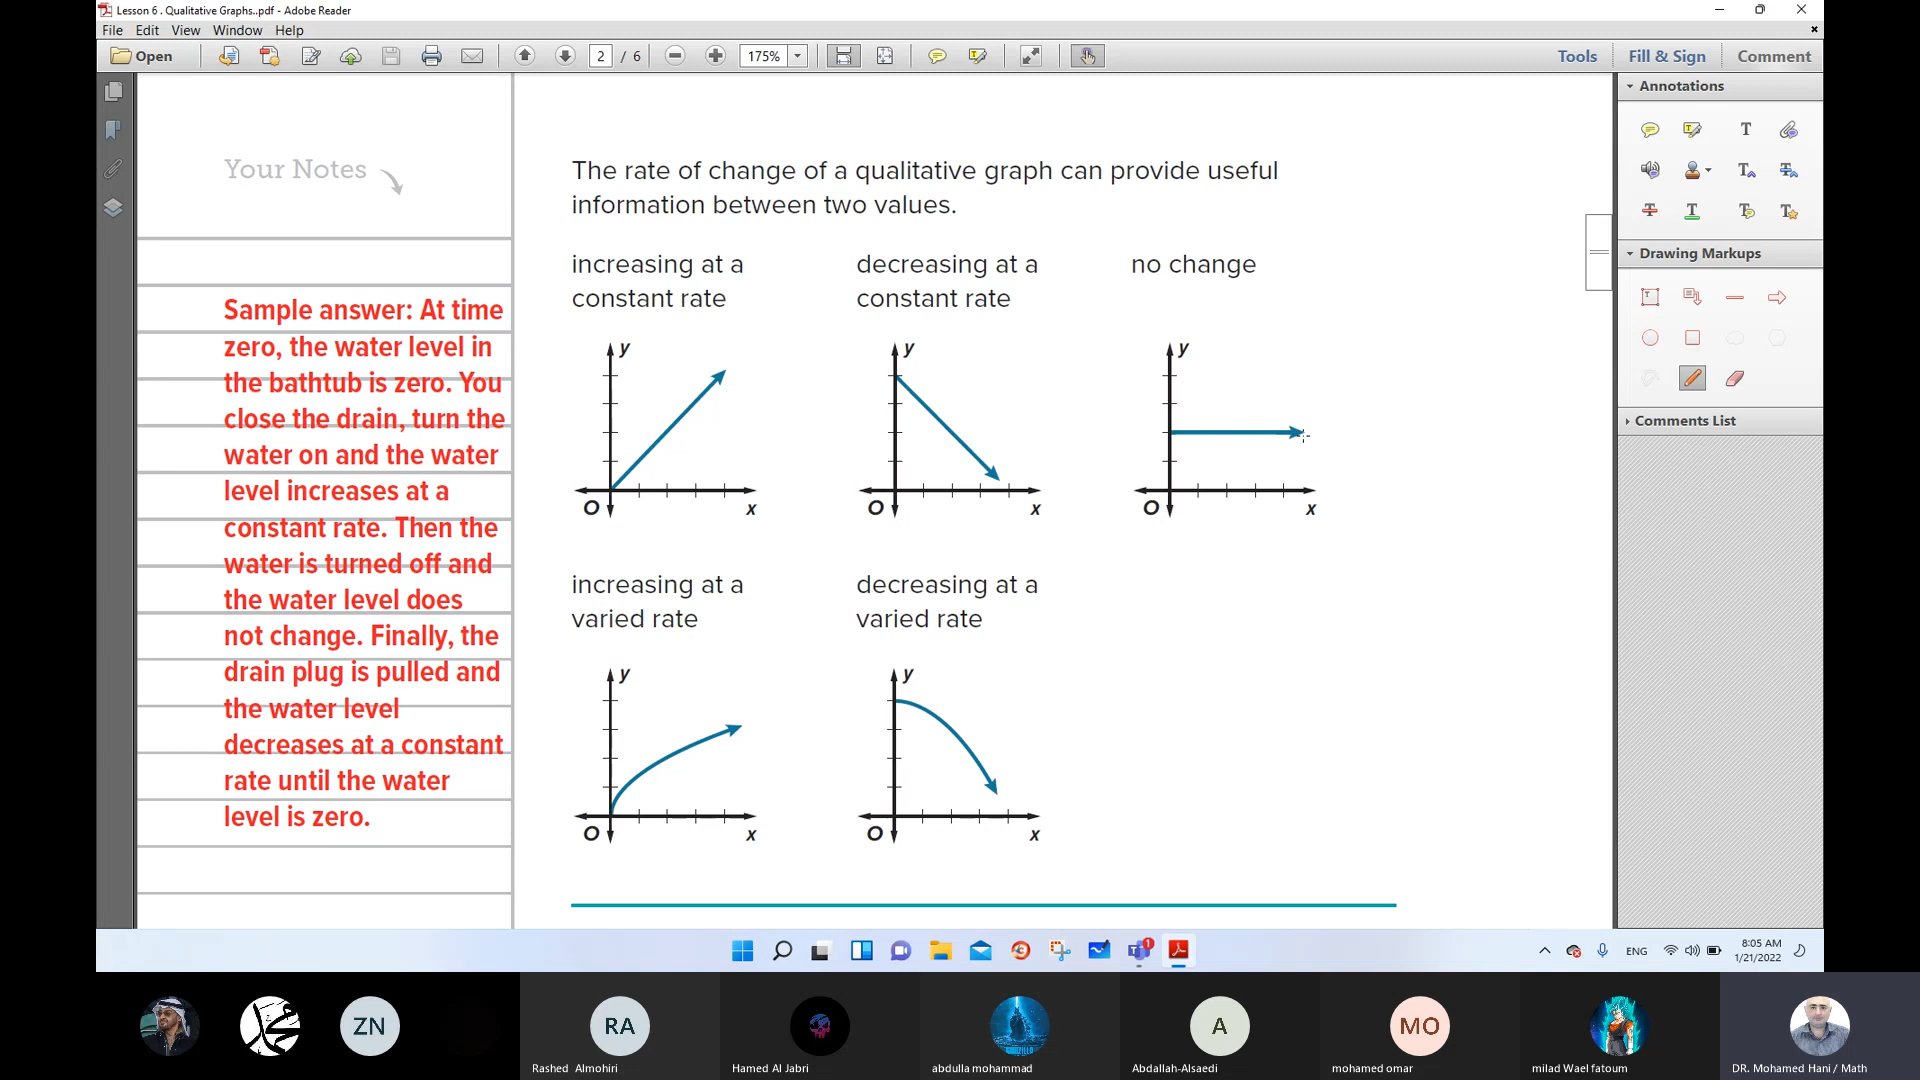 Lesson 6 . Qualitative Graphs..pdf - Adobe Reader
File Edit View Window Help
Open 2 / 6 175% Tools Fill & Sign Comment
Annotations
Drawing Markups
Comments List
Your Notes
Sample answer: At time
zero, the water level in
the bathtub is zero. You
close the drain, turn the
water on and the water
level increases at a
constant rate. Then the
water is turned off and
the water level does
not change. Finally, the
drain plug is pulled and
the water level
decreases at a constant
rate until the water
level is zero.
The rate of change of a qualitative graph can provide useful
information between two values.
increasing at a
constant rate
y
O
x
decreasing at a
constant rate
y
O
x
no change
y
O
x
increasing at a
varied rate
y
O
x
decreasing at a
varied rate
y
O
x
1
ENG
8:05 AM
1/21/2022
ZN
RA
Rashed Almohiri
Hamed Al Jabri
GODZILLA
abdulla mohammad
A
Abdallah-Alsaedi
MO
mohamed omar
milad Wael fatoum
DR. Mohamed Hani / Math